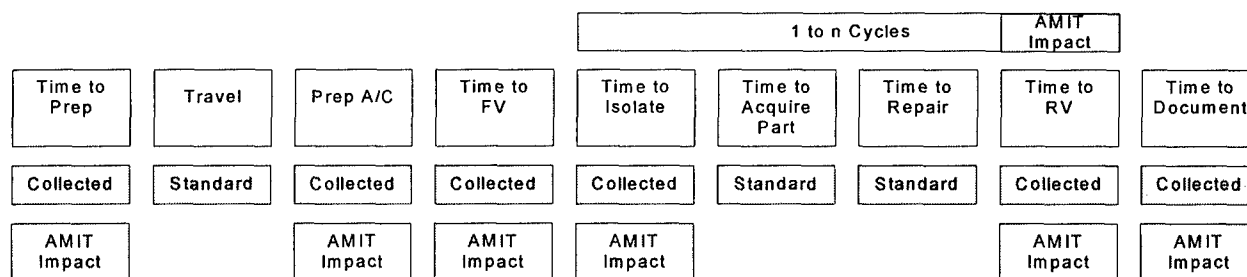 1 to n Cycles
AMIT
Impact
Time to
Prep
Travel
Prep A/C
Time to
FV
Time to
Isolate
Time to
Acquire
Part
Time to
Repair
Time to
RV
Time to
Document
Collected
Standard
Collected
Collected
Collected
Standard
Standard
Collected
Collected
AMIT
Impact
AMIT
Impact
AMIT
Impact
AMIT
Impact
AMIT
Impact
AMIT
Impact